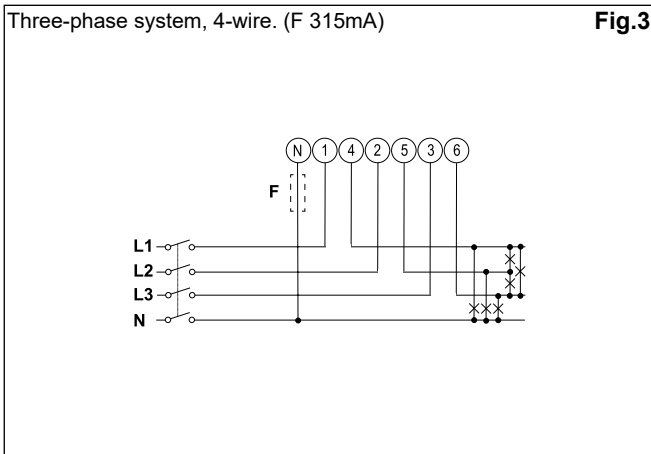 Three-phase system, 4-wire. (F 315mA) Fig.3
N 1 4 2 5 3 6
F
L1
L2
L3
N